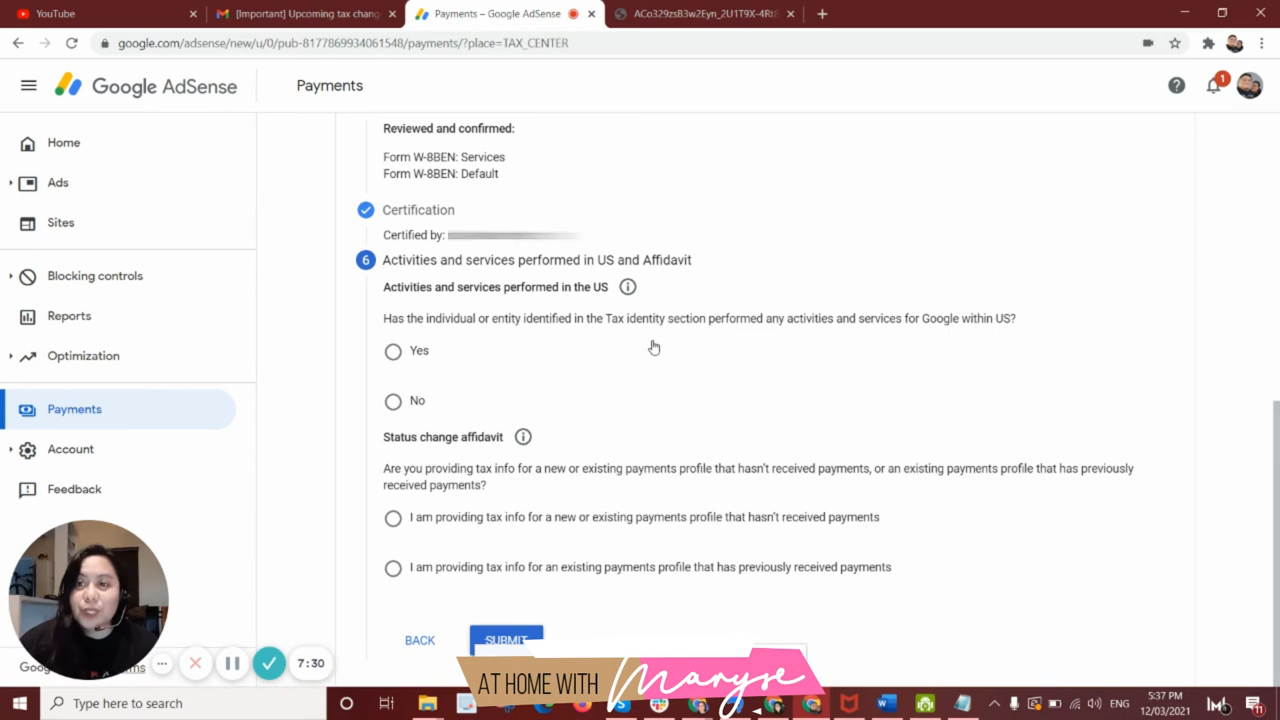 YouTube
[Important] Upcoming tax chang
Payments – Google AdSense
ACo329zsB3w2Eyn_2U1T9X-4Rt8
google.com/adsense/new/u/0/pub-8177869934061548/payments/?place=TAX_CENTER
Google AdSense
Payments
1
Home
Ads
Sites
Blocking controls
Reports
Optimization
Payments
Account
Feedback
Reviewed and confirmed:
Form W-8BEN: Services
Form W-8BEN: Default
Certification
Certified by:
6
Activities and services performed in US and Affidavit
Activities and services performed in the US
Has the individual or entity identified in the Tax identity section performed any activities and services for Google within US?
Yes
No
Status change affidavit
Are you providing tax info for a new or existing payments profile that hasn't received payments, or an existing payments profile that has previously
received payments?
I am providing tax info for a new or existing payments profile that hasn't received payments
I am providing tax info for an existing payments profile that has previously received payments
BACK
SUBMIT
7:30
AT HOME WITH Maryse
Type here to search
ENG
5:37 PM
12/03/2021
11